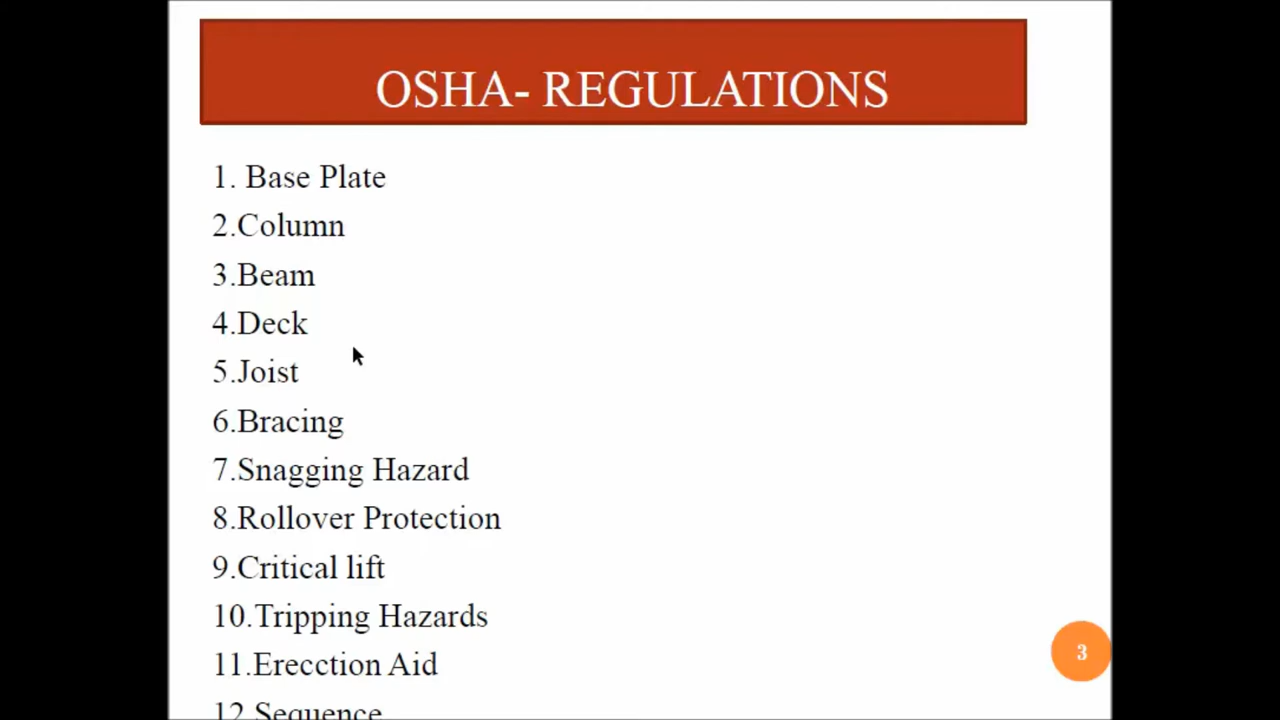 OSHA- REGULATIONS
1. Base Plate
2.Column
3.Beam
4.Deck
5.Joist
6.Bracing
7.Snagging Hazard
8.Rollover Protection
9.Critical lift
10.Tripping Hazards
11.Erecction Aid
12.Sequence
3